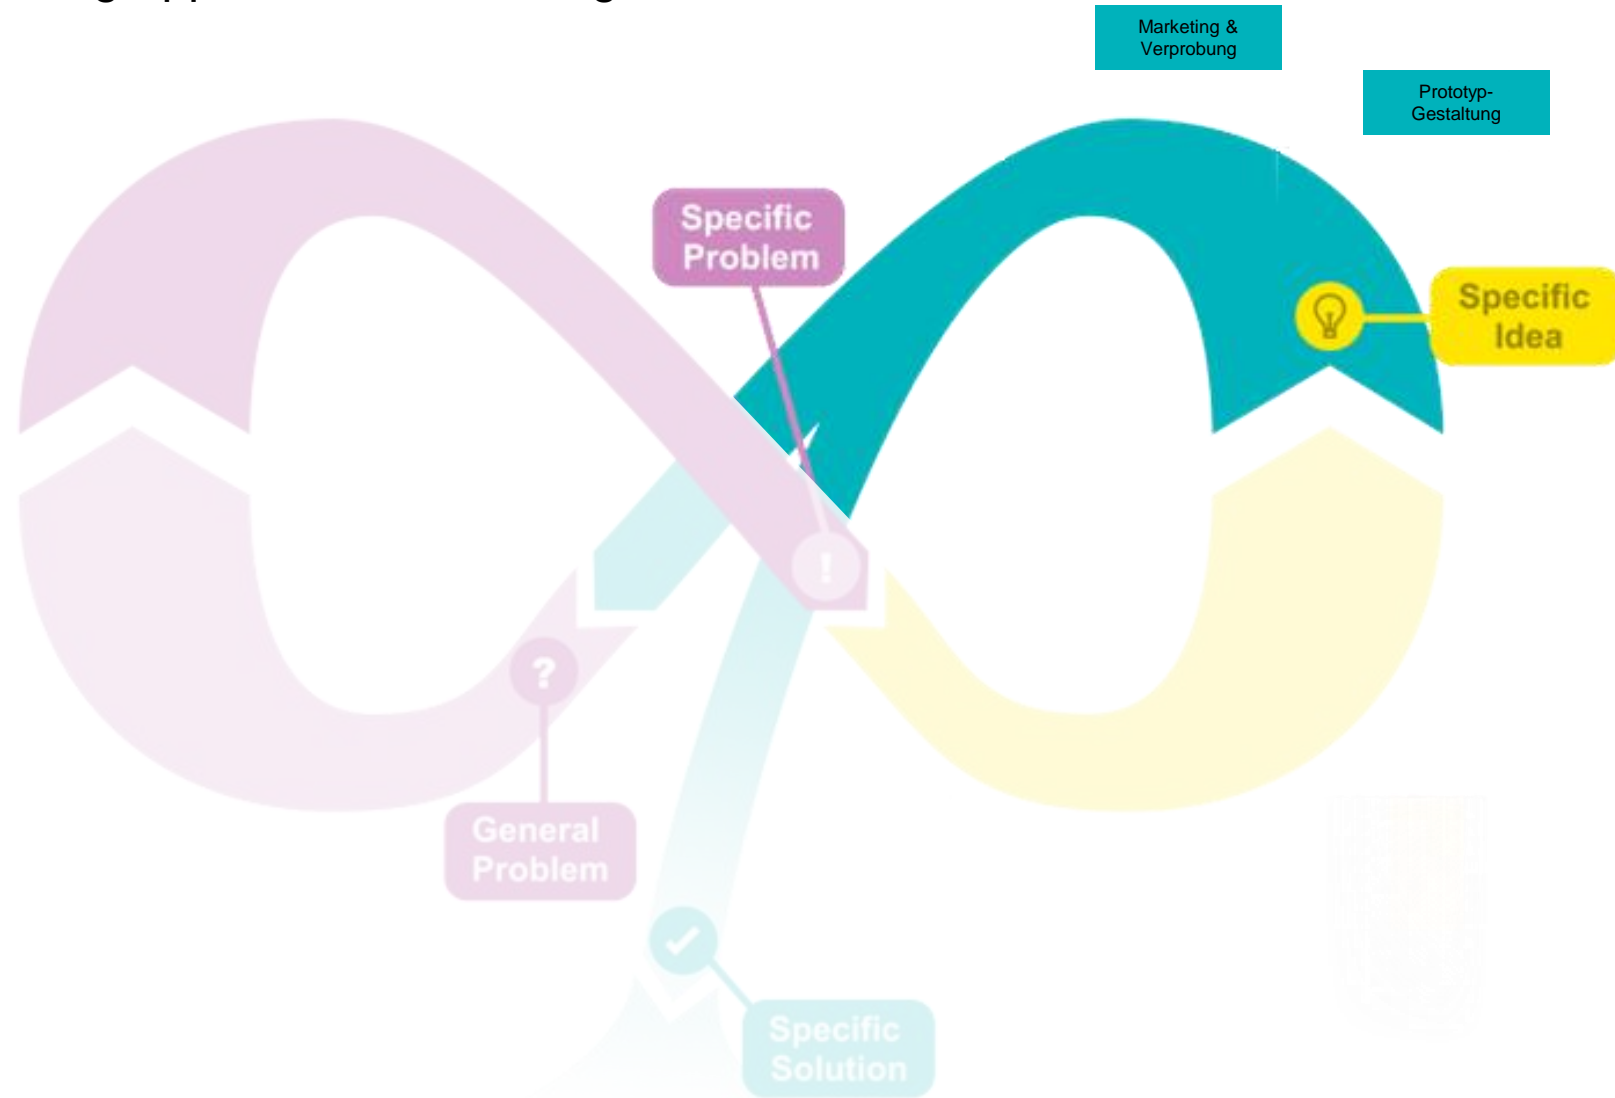 Marketing &
Verprobung
Prototyp-
Gestaltung
Specific
Problem
Specific
Idea
!
?
General
Problem
Specific
Solution